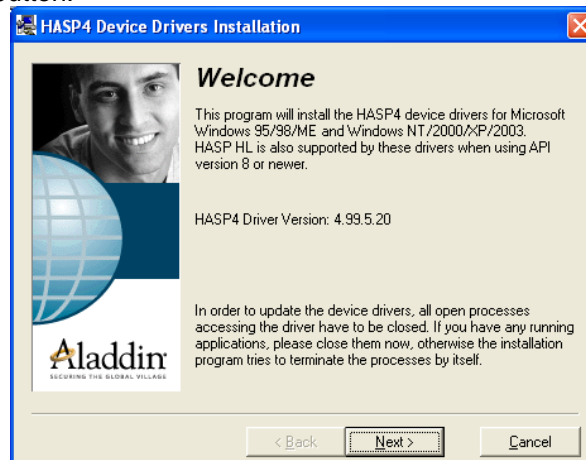 HASP4 Device Drivers Installation
Welcome
This program will install the HASP4 device drivers for Microsoft
Windows 95/98/ME and Windows NT/2000/XP/2003.
HASP HL is also supported by these drivers when using API
version 8 or newer.
HASP4 Driver Version: 4.99.5.20
In order to update the device drivers, all open processes
accessing the driver have to be closed. If you have any running
applications, please close them now, otherwise the installation
program tries to terminate the processes by itself.
Aladdin
SECURING THE GLOBAL VILLAGE
< Back
Next >
Cancel